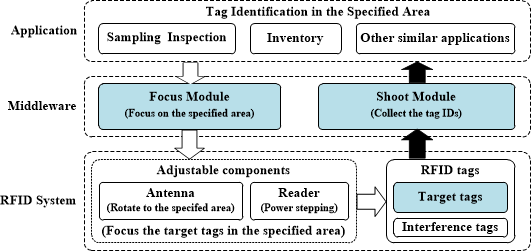 Application
Tag Identification in the Specified Area
Sampling Inspection
Inventory
Other similar applications
Middleware
Focus Module
(Focus on the specified area)
Shoot Module
(Collect the tag IDs)
RFID System
Adjustable components
Antenna
(Rotate to the specifed area)
Reader
(Power stepping)
(Focus the target tags in the specified area)
RFID tags
Target tags
Interference tags